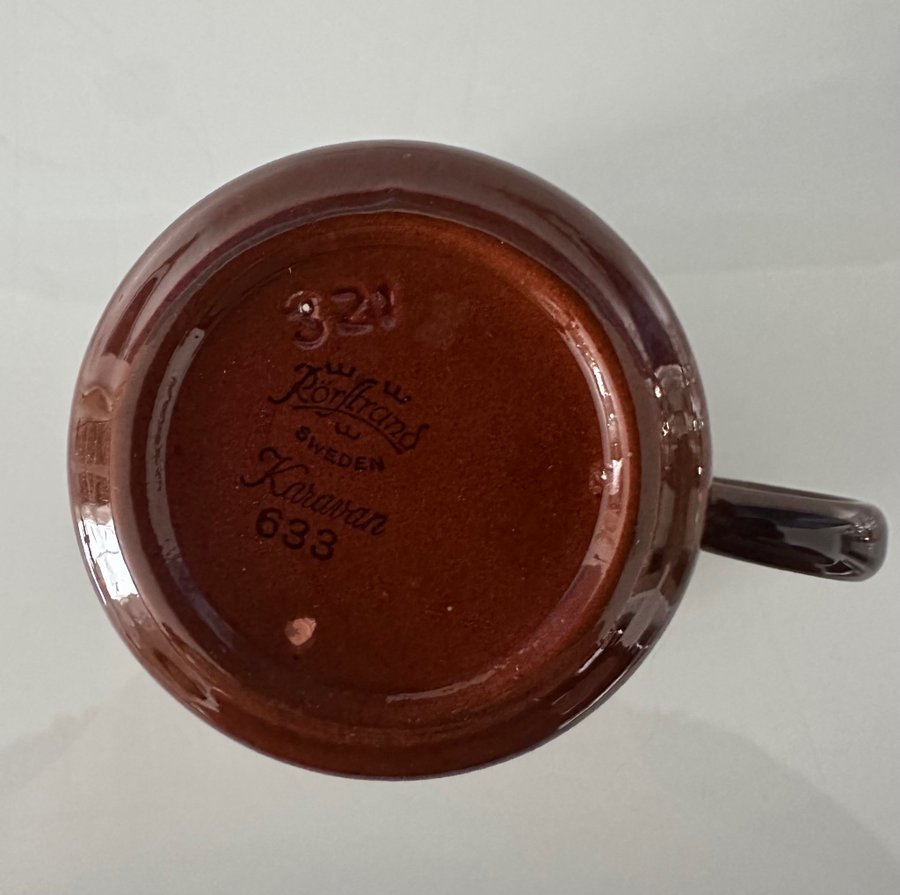 321
Rörstrand
SWEDEN
Karavan
633